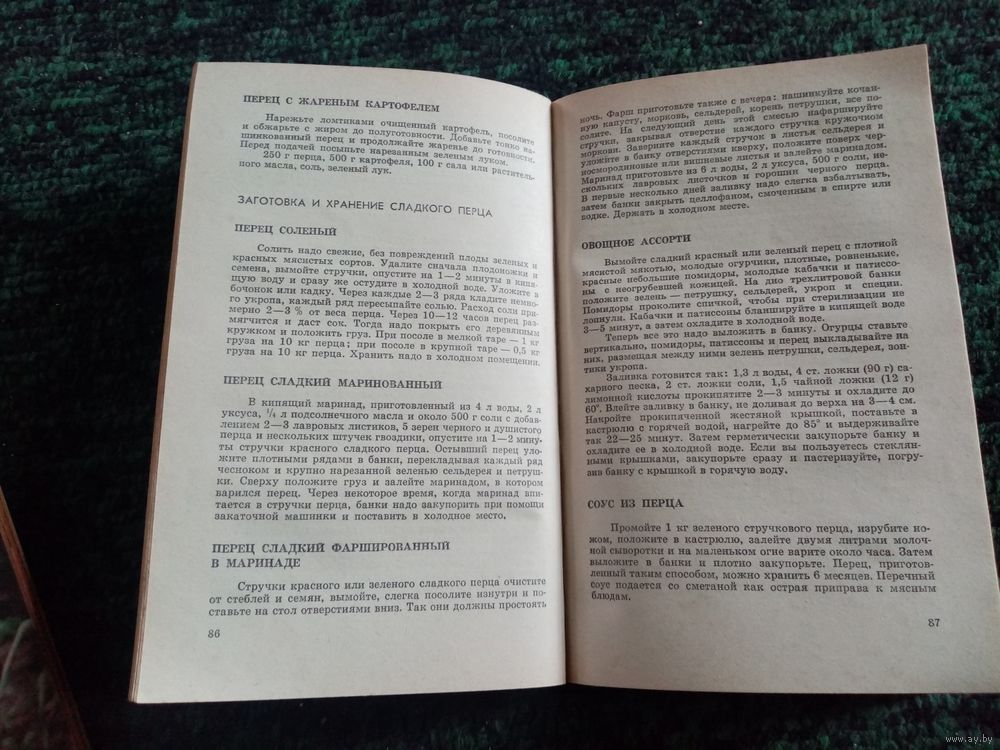 ПЕРЕЦ С ЖАРЕНЫМ КАРТОФЕЛЕМ
Нарежьте ломтиками очищенный картофель, посолите
и обжарьте с жиром до полуготовности. Добавьте тонко на-
шинкованный перец и продолжайте жаренье до готовности.
Перед подачей посыпьте нарезанным зеленым луком.
250 г перца, 500 г картофеля, 100 г сала или раститель-
ного масла, соль, зеленый лук.
ЗАГОТОВКА И ХРАНЕНИЕ СЛАДКОГО ПЕРЦА
ПЕРЕЦ СОЛЕНЫЙ
Солить надо свежие, без повреждений плоды зеленых и
красных мясистых сортов. Удалите сначала плодоножки и
семена, вымойте стручки, опустите на 1—2 минуты в кипя-
щую воду и сразу же остудите в холодной воде. Уложите в
бочонок или кадку. Через каждые 2—3 ряда кладите немно-
го укропа, каждый ряд пересыпайте солью. Расход соли при-
мерно 2—3 % от веса перца. Через 10—12 часов перец раз-
мягчится и даст сок. Тогда надо покрыть его деревянным
кружком и положить груз. При посоле в мелкой таре — 1 кг
груза на 10 кг перца; при посоле в крупной таре — 0,5 кг
груза на 10 кг перца. Хранить надо в холодном помещении.
ПЕРЕЦ СЛАДКИЙ МАРИНОВАННЫЙ
В кипящий маринад, приготовленный из 4 л воды, 2 л
уксуса, ¼ л подсолнечного масла и около 500 г соли с добав-
лением 2—3 лавровых листиков, 5 зерен черного и душистого
перца и нескольких штучек гвоздики, опустите на 1—2 мину-
ты стручки красного сладкого перца. Остывший перец уло-
жите плотными рядами в банки, перекладывая каждый ряд
чесноком и крупно нарезанной зеленью сельдерея и петруш-
ки. Сверху положите груз и залейте маринадом, в котором
варился перец. Через некоторое время, когда маринад впи-
тается в стручки перца, банки надо закупорить при помощи
закаточной машинки и поставить в холодное место.
ПЕРЕЦ СЛАДКИЙ ФАРШИРОВАННЫЙ
В МАРИНАДЕ
Стручки красного или зеленого сладкого перца очистите
от стеблей и семян, вымойте, слегка посолите изнутри и по-
ставьте на стол отверстиями вниз. Так они должны простоять
86
ночь. Фарш приготовьте также с вечера: нашинкуйте кочан-
ную капусту, морковь, сельдерей, корень петрушки, все по-
солите. На следующий день этой смесью нафаршируйте
стручки, закрывая отверстие каждого стручка кружочком
моркови. Заверните каждый стручок в листья сельдерея и
уложите в банку отверстиями кверху, положите поверх чер-
носмородиновые или вишневые листья и залейте маринадом.
Маринад приготовьте из 6 л воды, 2 л уксуса, 500 г соли, не-
скольких лавровых листочков и горошин черного перца.
В первые несколько дней заливку надо слегка взбалтывать,
затем банки закрыть целлофаном, смоченным в спирте или
водке. Держать в холодном месте.
ОВОЩНОЕ АССОРТИ
Вымойте сладкий красный или зеленый перец с плотной
мясистой мякотью, молодые огурчики, плотные, ровненькие,
красные небольшие помидоры, молодые кабачки и патиссо-
ны с неогрубевшей кожицей. На дно трехлитровой банки
положите зелень — петрушку, сельдерей, укроп и специи.
Помидоры проколите спичкой, чтобы при стерилизации не
лопнули. Кабачки и патиссоны бланширийте в кипящей воде
3—5 минут, а затем охладите в холодной воде.
Теперь все это надо выложить в банку. Огурцы ставьте
вертикально, помидоры, патиссоны и перец выкладывайте на
них, размещая между ними зелень петрушки, сельдерея, зон-
тики укропа.
Заливка готовится так: 1,3 л воды, 4 ст. ложки (90 г) са-
харного песка, 2 ст. ложки соли, 1,5 чайной ложки (12 г)
лимонной кислоты прокипятите 2—3 минуты и охладите до
60°. Влейте заливку в банку, не доливая до верха на 3—4 см.
Накройте прокипяченной жестяной крышкой, поставьте в
кастрюлю с горячей водой, нагрейте до 85° и выдерживайте
так 22—25 минут. Затем герметически закупорьте банку и
охладите ее в холодной воде. Если вы пользуетесь стеклян-
ными крышками, закупорьте сразу и пастеризуйте, погру-
зив банку с крышкой в горячую воду.
СОУС ИЗ ПЕРЦА
Промойте 1 кг зеленого стручкового перца, изрубите но-
жом, положите в кастрюлю, залейте двумя литрами молоч-
ной сыворотки и на маленьком огне варите около часа. Затем
выложите в банки и плотно закупорьте. Перец, приготов-
ленный таким способом, можно хранить 6 месяцев. Перечный
соус подается со сметаной как острая приправа к мясным
блюдам.
87
www.ay.by